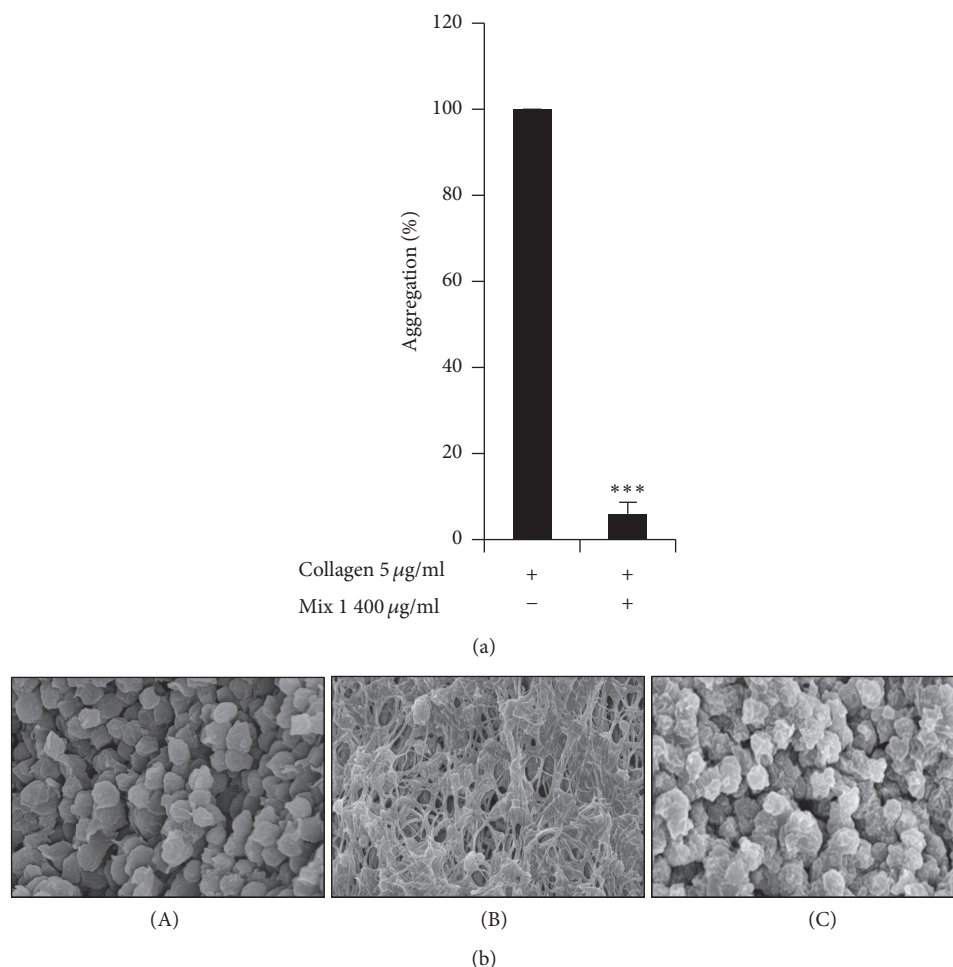 120
100
80
60
40
20
0
Aggregation (%)
***
Collagen 5 μg/ml + +
Mix 1 400 μg/ml − +
(a)
(A) (B) (C)
(b)